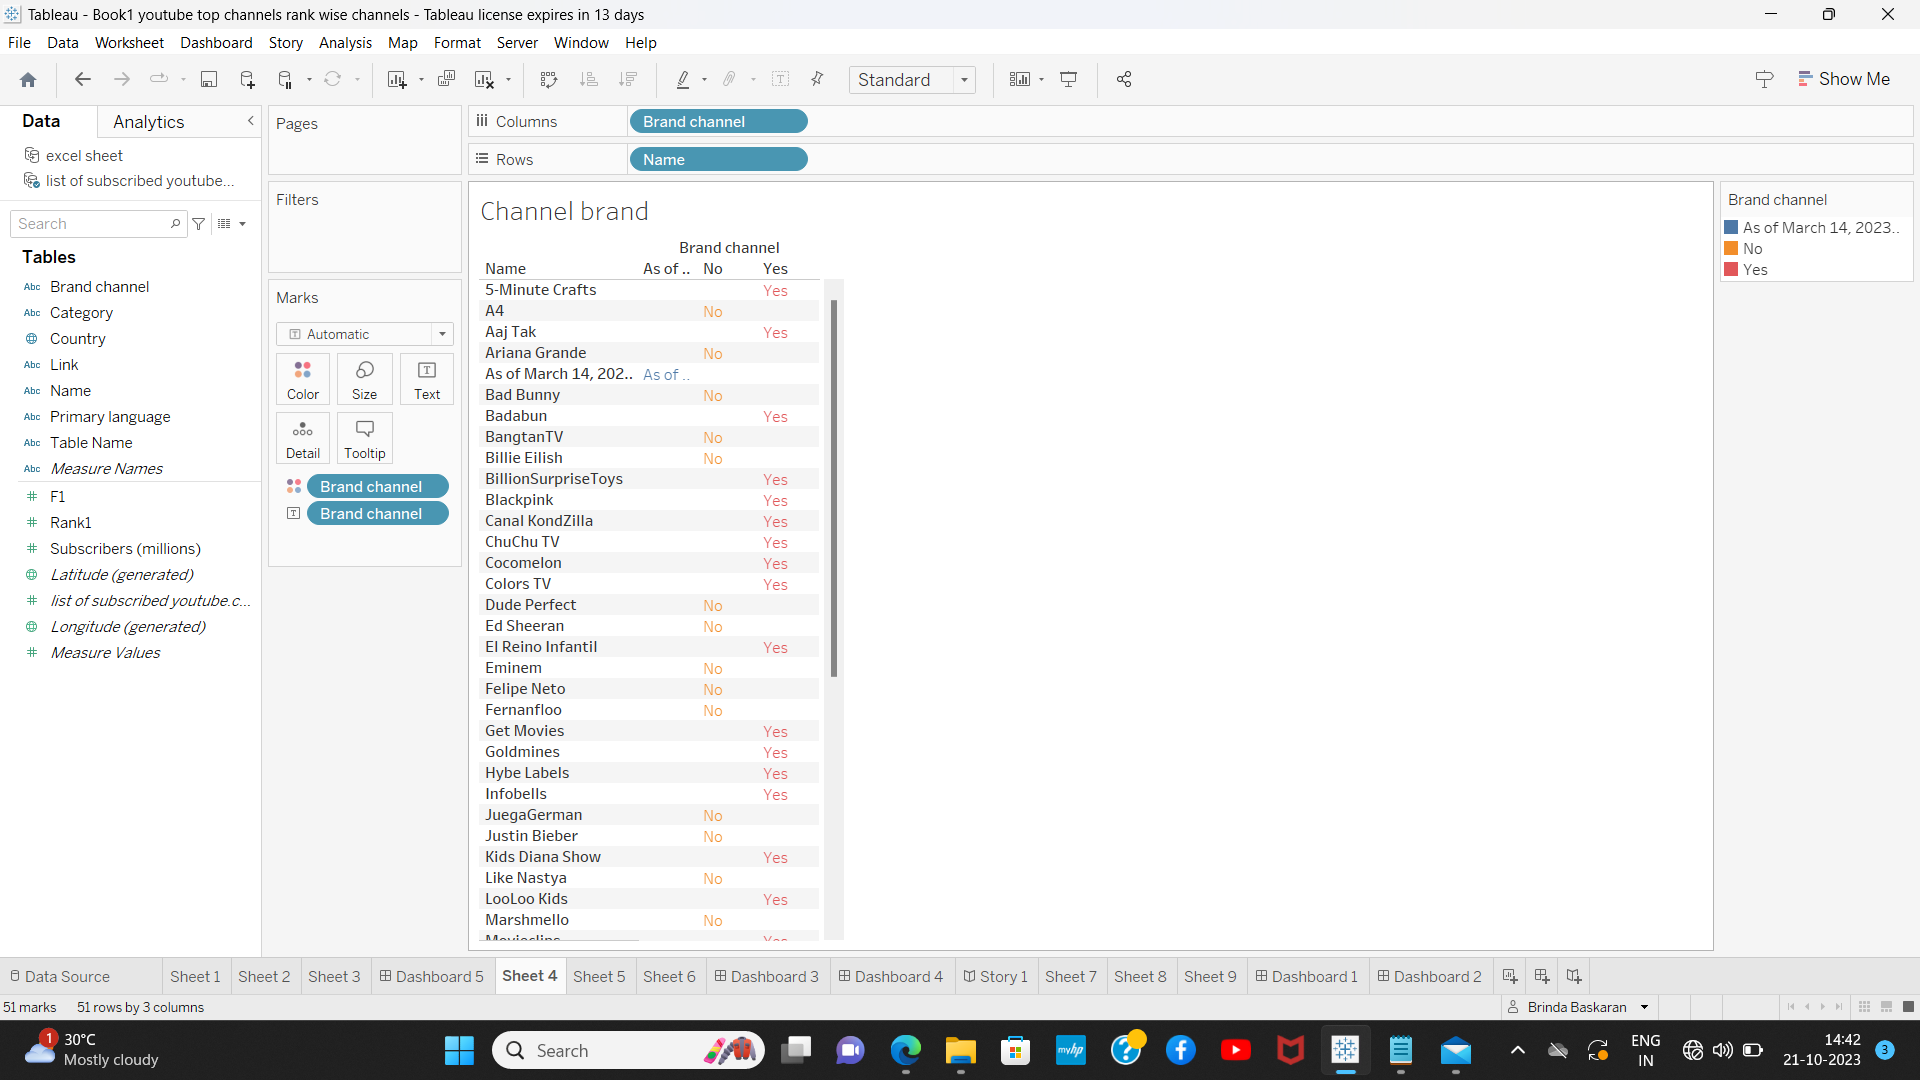 Tableau - Book1 youtube top channels rank wise channels - Tableau license expires in 13 days
File Data Worksheet Dashboard Story Analysis Map Format Server Window Help
Standard
Show Me
Data Analytics
excel sheet
list of subscribed youtube...
Search
Tables
Abc Brand channel
Abc Category
Country
Abc Link
Abc Name
Abc Primary language
Abc Table Name
Abc Measure Names
# F1
# Rank1
# Subscribers (millions)
Latitude (generated)
# list of subscribed youtube.c...
Longitude (generated)
# Measure Values
Pages
Filters
Marks
Automatic
Color Size Text
Detail Tooltip
Brand channel
Brand channel
Columns Brand channel
Rows Name
Channel brand
Brand channel
Name As of .. No Yes
5-Minute Crafts Yes
A4 No
Aaj Tak Yes
Ariana Grande No
As of March 14, 202.. As of ..
Bad Bunny No
Badabun Yes
BangtanTV No
Billie Eilish No
BillionSurpriseToys Yes
Blackpink Yes
Canal KondZilla Yes
ChuChu TV Yes
Cocomelon Yes
Colors TV Yes
Dude Perfect No
Ed Sheeran No
El Reino Infantil Yes
Eminem No
Felipe Neto No
Fernanfloo No
Get Movies Yes
Goldmines Yes
Hybe Labels Yes
Infobells Yes
JuegaGerman No
Justin Bieber No
Kids Diana Show Yes
Like Nastya No
LooLoo Kids Yes
Marshmello No
Brand channel
As of March 14, 2023..
No
Yes
Data Source Sheet 1 Sheet 2 Sheet 3 Dashboard 5 Sheet 4 Sheet 5 Sheet 6 Dashboard 3 Dashboard 4 Story 1 Sheet 7 Sheet 8 Sheet 9 Dashboard 1 Dashboard 2
51 marks 51 rows by 3 columns
Brinda Baskaran
1
30°C
Mostly cloudy
Search
myhp
ENG
IN
14:42
21-10-2023
3